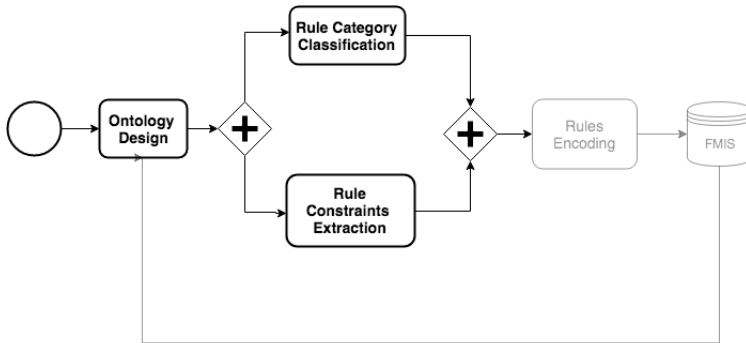 Rule Category
Classification
Ontology
Design
Rules
Encoding
FMIS
Rule
Constraints
Extraction